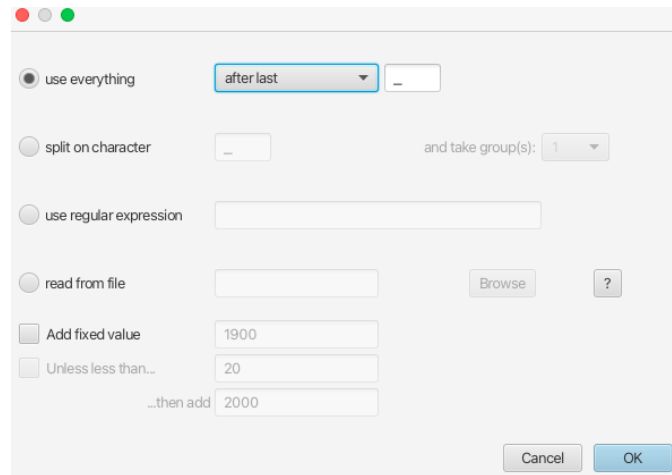 use everything after last _
split on character _ and take group(s): 1
use regular expression
read from file Browse ?
Add fixed value 1900
Unless less than... 20
...then add 2000
Cancel OK